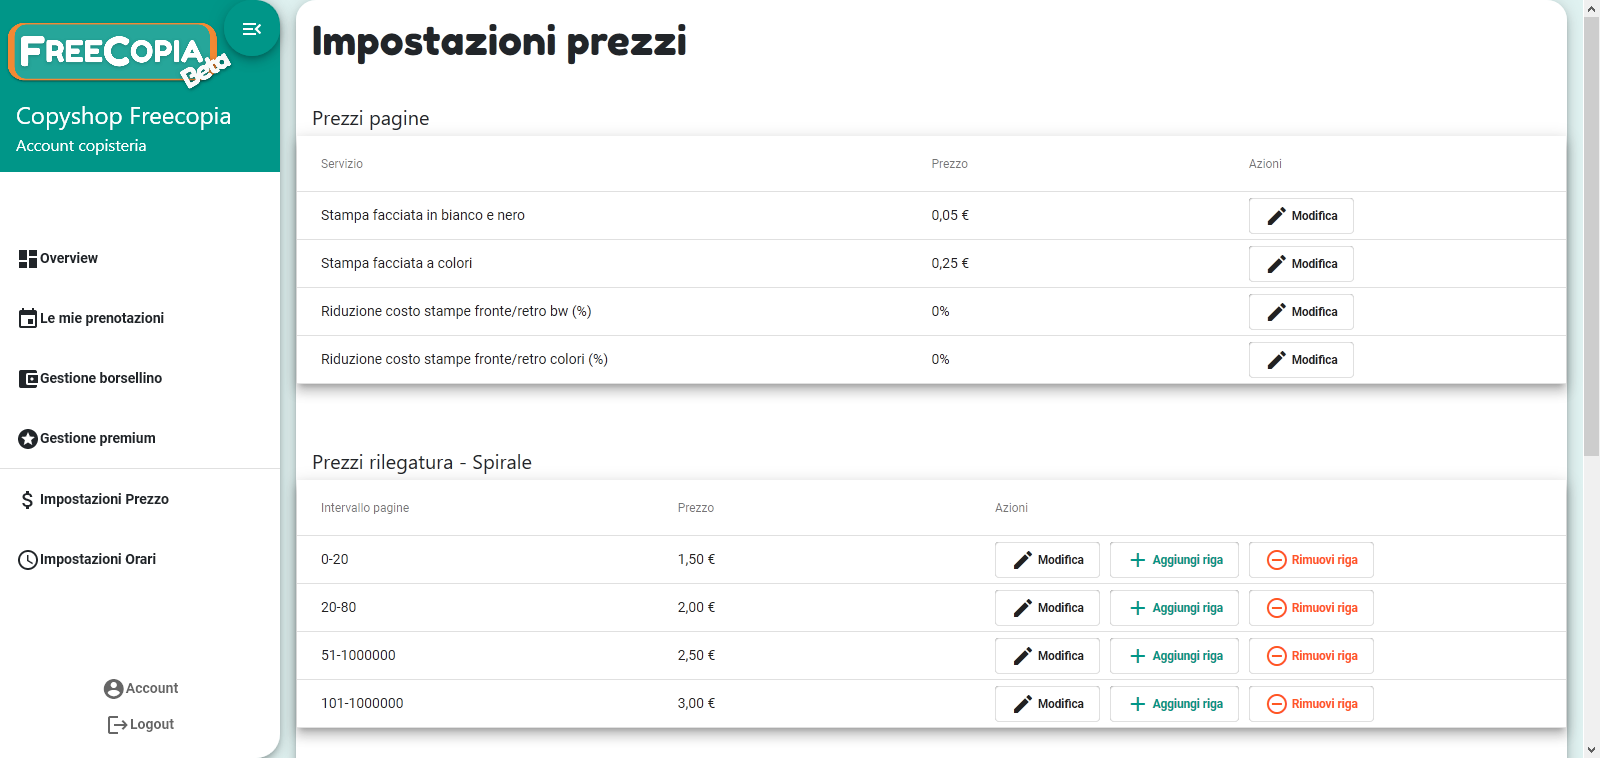 FREECOPIA
Beta
Copyshop Freecopia
Account copisteria
Overview
Le mie prenotazioni
Gestione borsellino
Gestione premium
Impostazioni Prezzo
Impostazioni Orari
Account
Logout
Impostazioni prezzi
Prezzi pagine
Servizio Prezzo Azioni
Stampa facciata in bianco e nero 0,05 € Modifica
Stampa facciata a colori 0,25 € Modifica
Riduzione costo stampe fronte/retro bw (%) 0% Modifica
Riduzione costo stampe fronte/retro colori (%) 0% Modifica
Prezzi rilegatura - Spirale
Intervallo pagine Prezzo Azioni
0-20 1,50 € Modifica Aggiungi riga Rimuovi riga
20-80 2,00 € Modifica Aggiungi riga Rimuovi riga
51-1000000 2,50 € Modifica Aggiungi riga Rimuovi riga
101-1000000 3,00 € Modifica Aggiungi riga Rimuovi riga